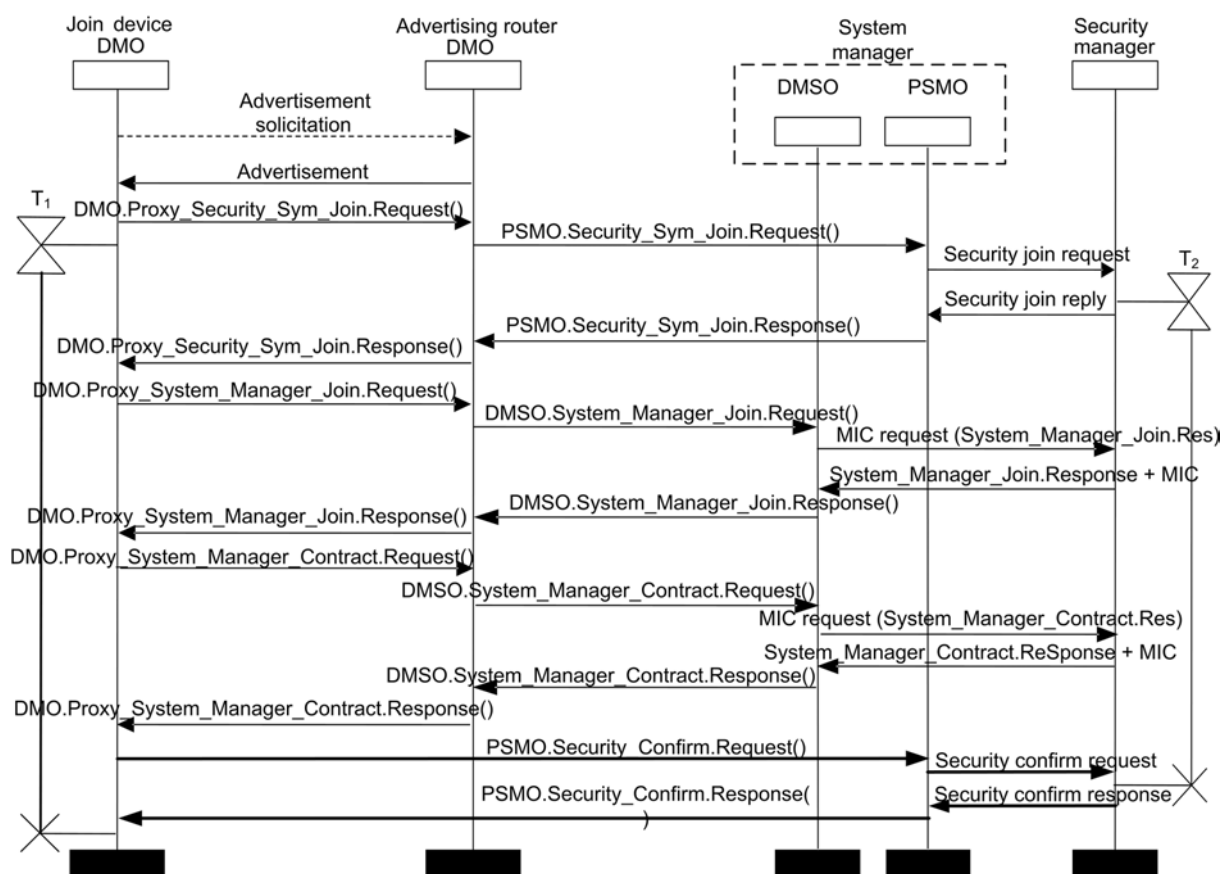 Join device
DMO
Advertising router
DMO
System
manager
Security
manager
DMSO
PSMO
Advertisement
solicitation
Advertisement
T1
DMO.Proxy_Security_Sym_Join.Request()
PSMO.Security_Sym_Join.Request()
Security join request
T2
Security join reply
PSMO.Security_Sym_Join.Response()
DMO.Proxy_Security_Sym_Join.Response()
DMO.Proxy_System_Manager_Join.Request()
DMSO.System_Manager_Join.Request()
MIC request (System_Manager_Join.Res)
System_Manager_Join.Response + MIC
DMSO.System_Manager_Join.Response()
DMO.Proxy_System_Manager_Join.Response()
DMO.Proxy_System_Manager_Contract.Request()
DMSO.System_Manager_Contract.Request()
MIC request (System_Manager_Contract.Res)
System_Manager_Contract.ReSponse + MIC
DMSO.System_Manager_Contract.Response()
DMO.Proxy_System_Manager_Contract.Response()
PSMO.Security_Confirm.Request()
Security confirm request
PSMO.Security_Confirm.Response(
)
Security confirm response